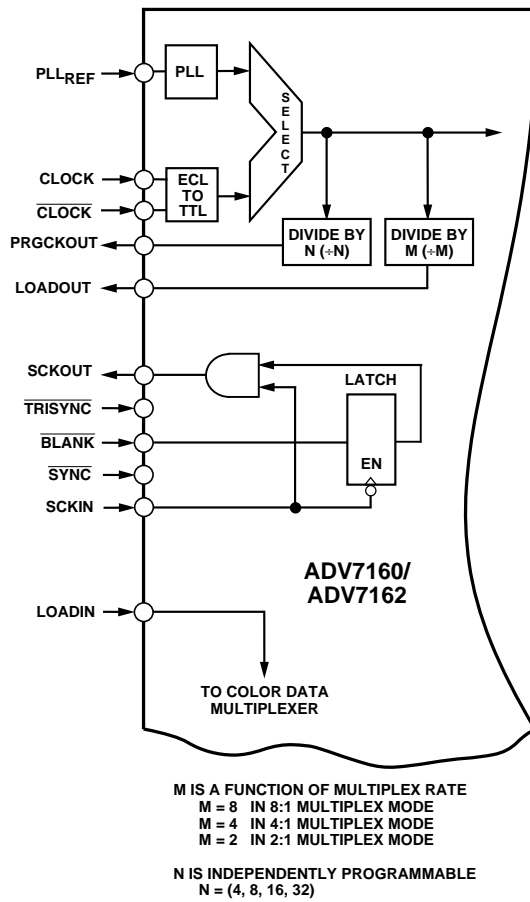 PLLREF
PLL
SELECT
CLOCK
CLOCK
ECL
TO
TTL
PRGCKOUT
DIVIDE BY
N (÷N)
DIVIDE BY
M (÷M)
LOADOUT
SCKOUT
LATCH
TRISYNC
BLANK
EN
SYNC
SCKIN
ADV7160/
ADV7162
LOADIN
TO COLOR DATA
MULTIPLEXER
M IS A FUNCTION OF MULTIPLEX RATE
M = 8 IN 8:1 MULTIPLEX MODE
M = 4 IN 4:1 MULTIPLEX MODE
M = 2 IN 2:1 MULTIPLEX MODE
N IS INDEPENDENTLY PROGRAMMABLE
N = (4, 8, 16, 32)